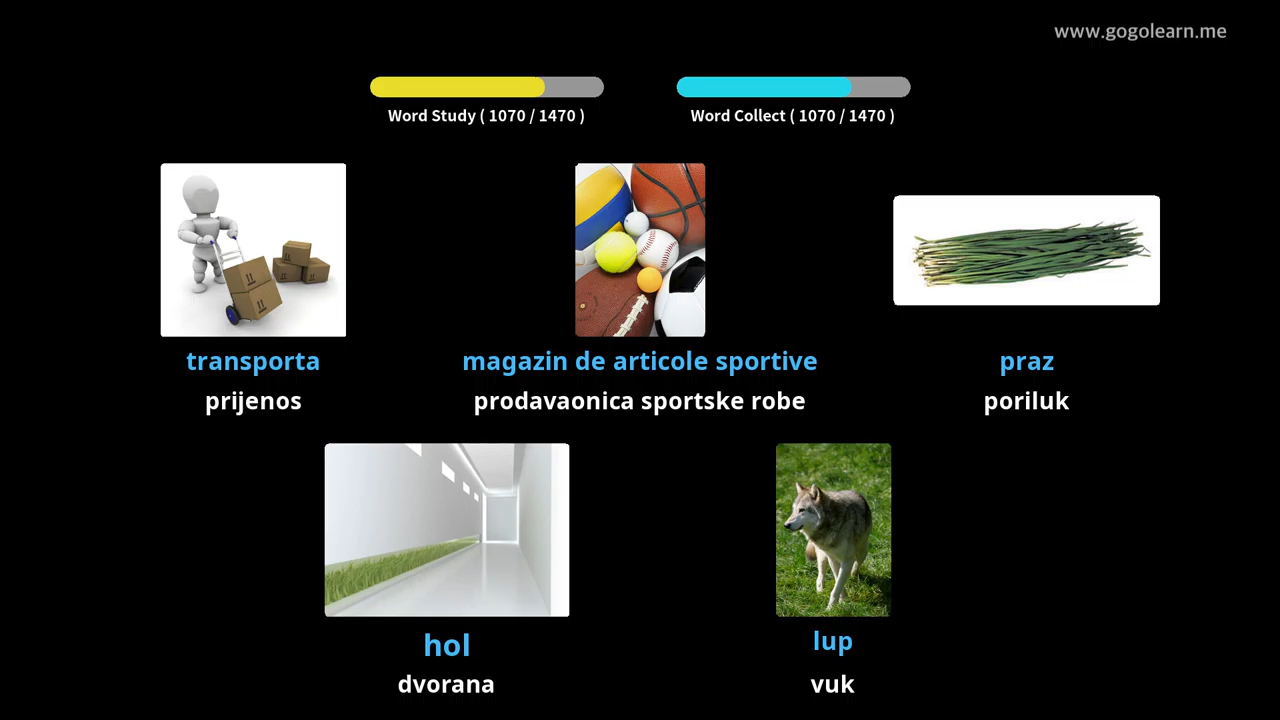 www.gogolearn.me
Word Study ( 1070 / 1470 )
Word Collect ( 1070 / 1470 )
transporta
magazin de articole sportive
praz
prijenos
prodavaonica sportske robe
poriluk
hol
lup
dvorana
vuk